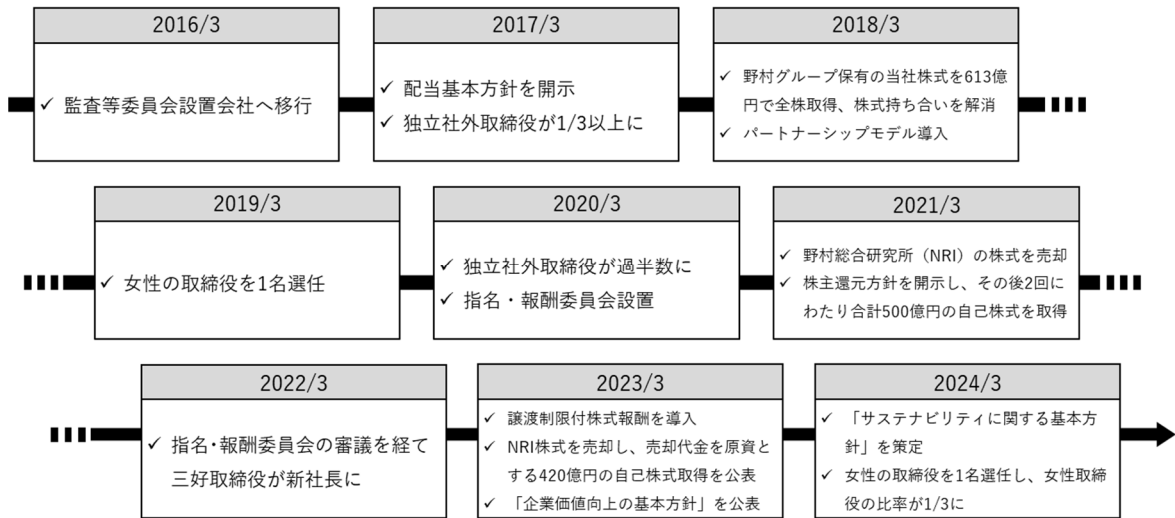 2016/3
✓ 監査等委員会設置会社へ移行
2017/3
✓ 配当基本方針を開示
✓ 独立社外取締役が1/3以上に
2018/3
✓ 野村グループ保有の当社株式を613億
円で全株取得、株式持ち合いを解消
✓ パートナーシップモデル導入
2019/3
✓ 女性の取締役を1名選任
2020/3
✓ 独立社外取締役が過半数に
✓ 指名・報酬委員会設置
2021/3
✓ 野村総合研究所（NRI）の株式を売却
✓ 株主還元方針を開示し、その後2回に
わたり合計500億円の自己株式を取得
2022/3
✓ 指名・報酬委員会の審議を経て
三好取締役が新社長に
2023/3
✓ 譲渡制限付株式報酬を導入
✓ NRI株式を売却し、売却代金を原資と
する420億円の自己株式取得を公表
✓ 「企業価値向上の基本方針」を公表
2024/3
✓ 「サステナビリティに関する基本方
針」を策定
✓ 女性の取締役を1名選任し、女性取締
役の比率が1/3に